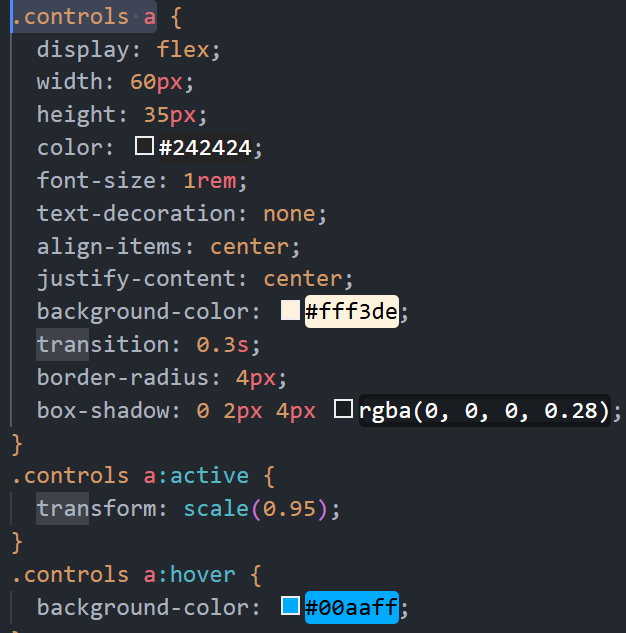 .controls a {
display: flex;
width: 60px;
height: 35px;
color: #242424;
font-size: 1rem;
text-decoration: none;
align-items: center;
justify-content: center;
background-color: #fff3de;
transition: 0.3s;
border-radius: 4px;
box-shadow: 0 2px 4px rgba(0, 0, 0, 0.28);
}
.controls a:active {
transform: scale(0.95);
}
.controls a:hover {
background-color: #00aaff;
}